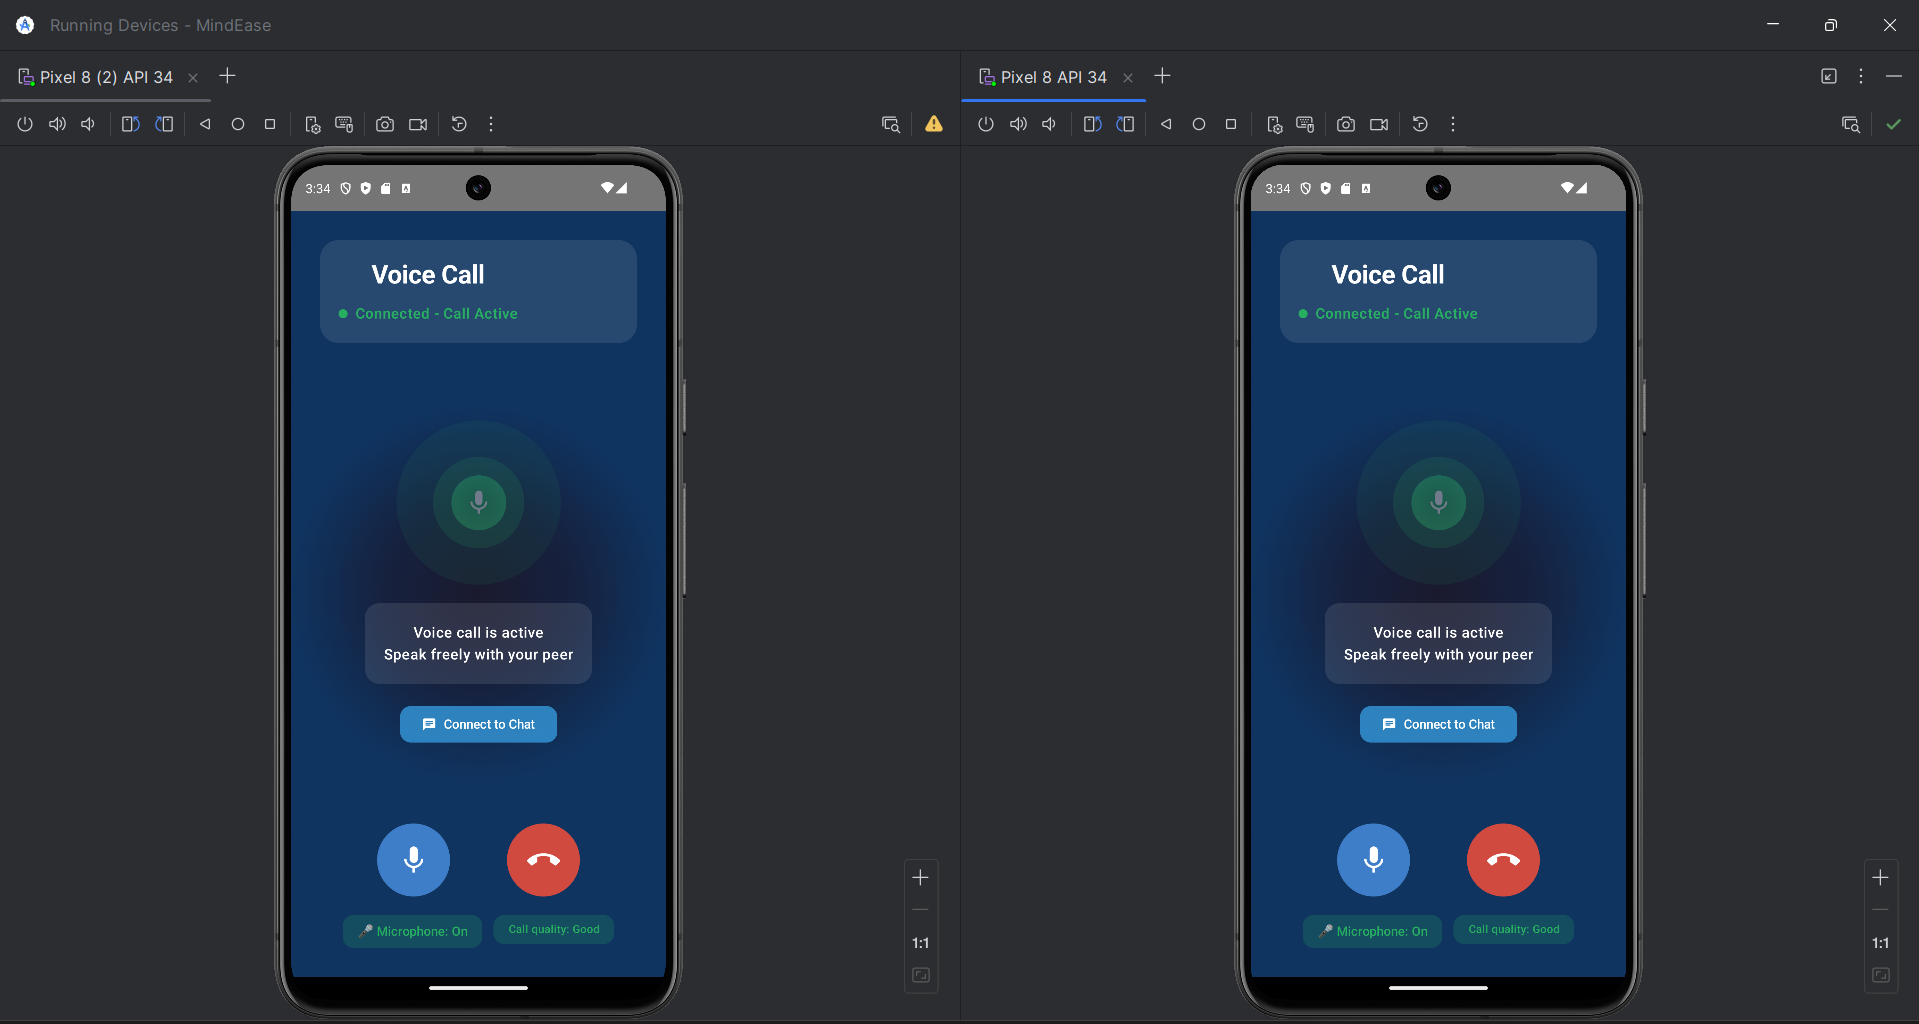 Running Devices - MindEase
Pixel 8 (2) API 34
Pixel 8 API 34
3:34
Voice Call
Connected - Call Active
Voice call is active
Speak freely with your peer
Connect to Chat
Microphone: On
Call quality: Good
1:1
3:34
Voice Call
Connected - Call Active
Voice call is active
Speak freely with your peer
Connect to Chat
Microphone: On
Call quality: Good
1:1